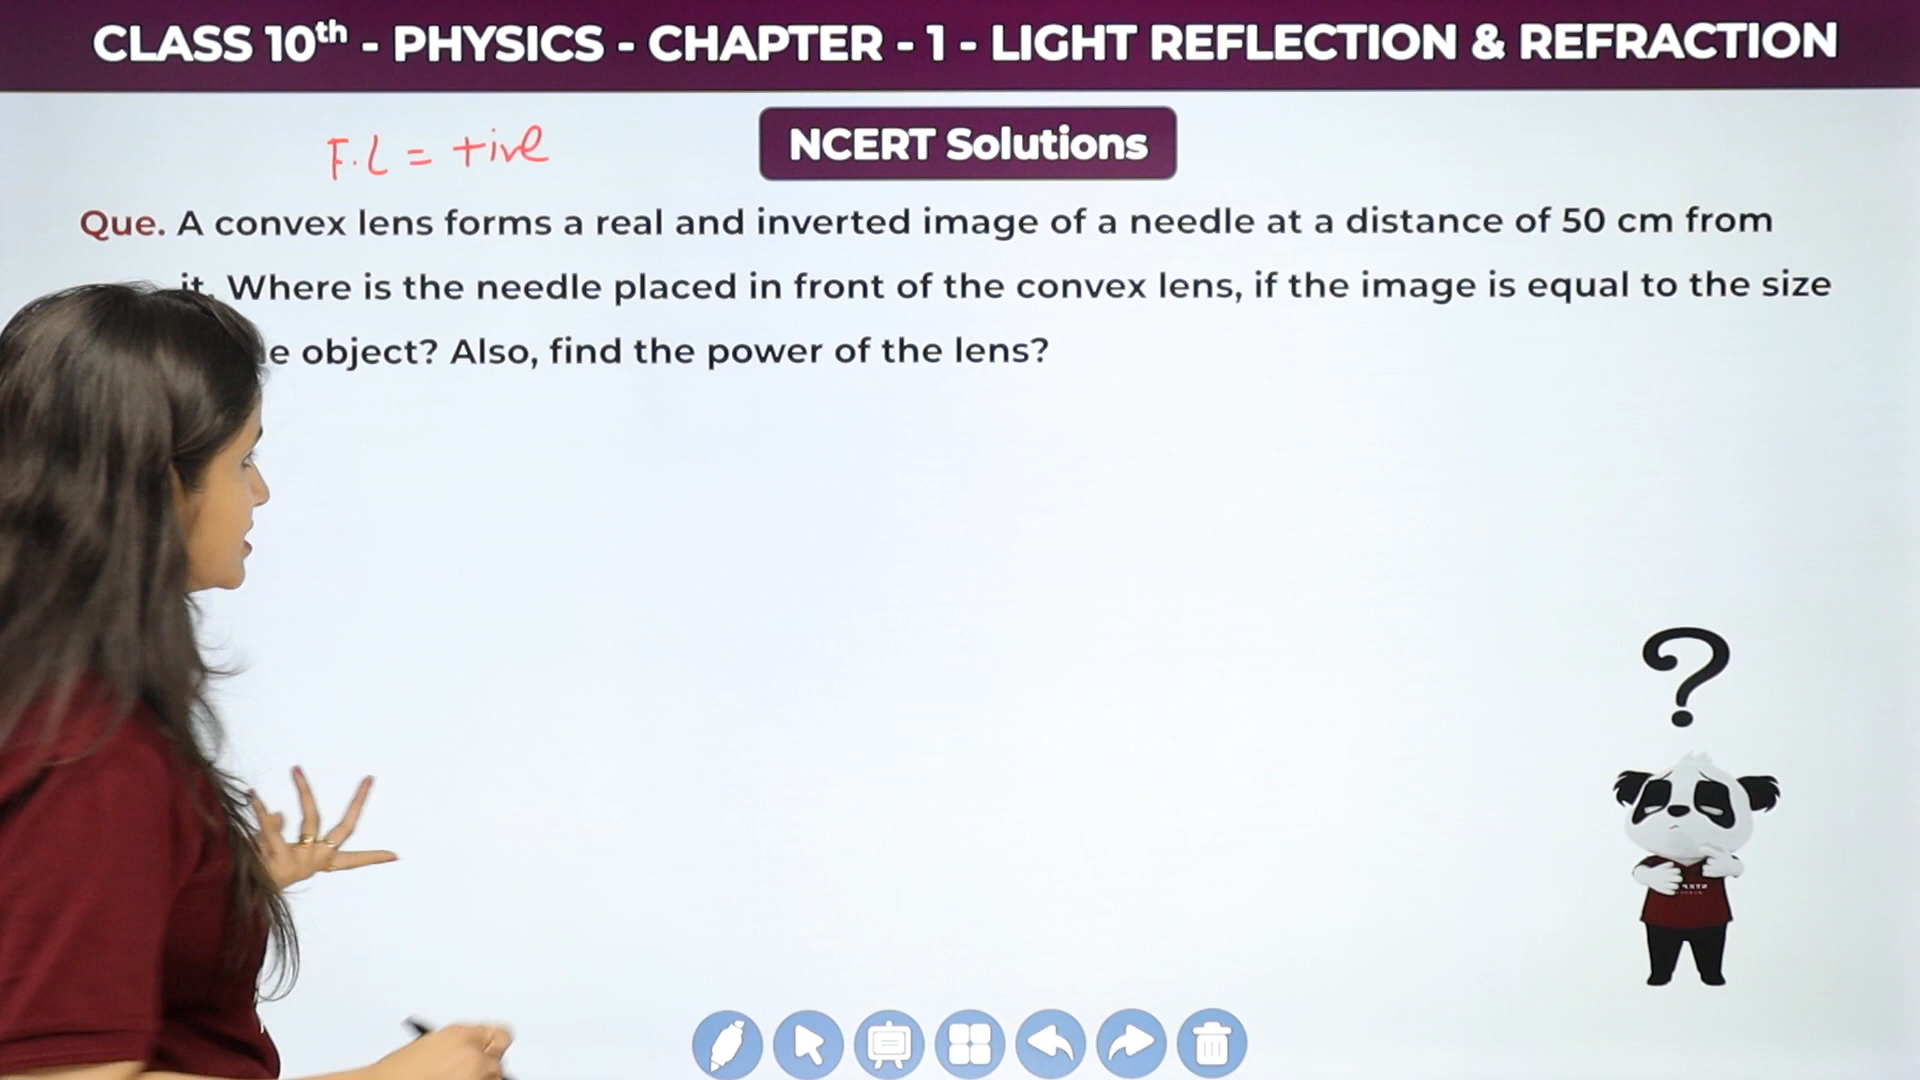 CLASS 10th - PHYSICS - CHAPTER - 1 - LIGHT REFLECTION & REFRACTION
F.L = +ive
NCERT Solutions
Que. A convex lens forms a real and inverted image of a needle at a distance of 50 cm from
it. Where is the needle placed in front of the convex lens, if the image is equal to the size
e object? Also, find the power of the lens?